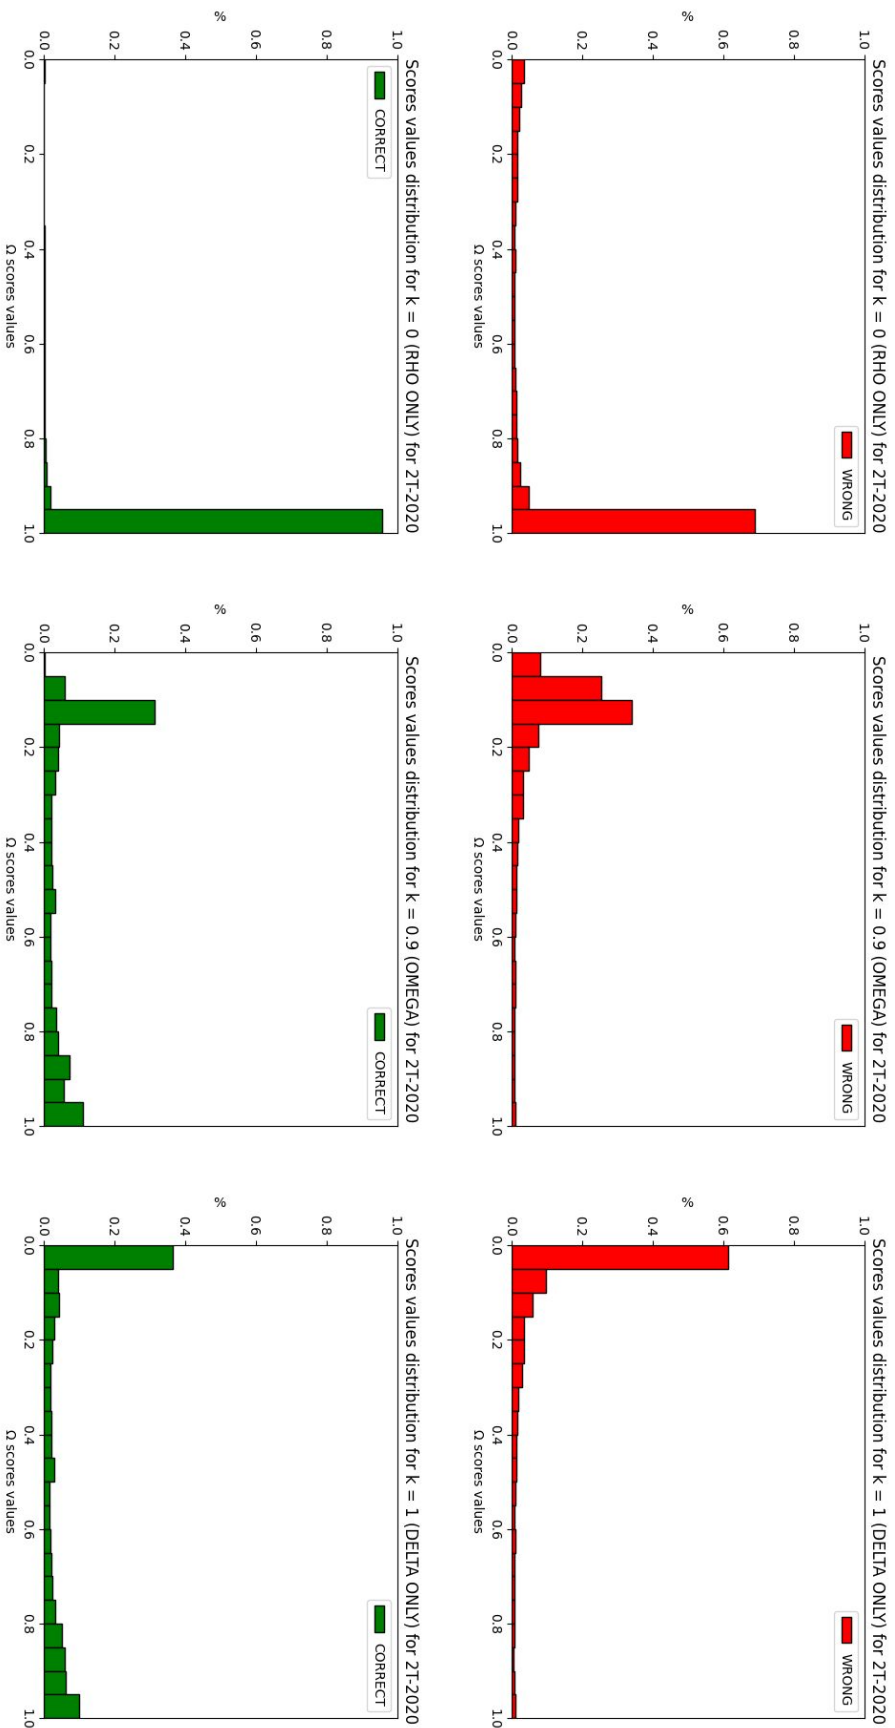 Scores values distribution for k = 0 (RHO ONLY) for 2T-2020
WRONG
%
1.0
0.8
0.6
0.4
0.2
0.0
0.0 0.2 0.4 0.6 0.8 1.0
Ω scores values
Scores values distribution for k = 0.9 (OMEGA) for 2T-2020
WRONG
%
1.0
0.8
0.6
0.4
0.2
0.0
0.0 0.2 0.4 0.6 0.8 1.0
Ω scores values
Scores values distribution for k = 1 (DELTA ONLY) for 2T-2020
WRONG
%
1.0
0.8
0.6
0.4
0.2
0.0
0.0 0.2 0.4 0.6 0.8 1.0
Ω scores values
Scores values distribution for k = 0 (RHO ONLY) for 2T-2020
CORRECT
%
1.0
0.8
0.6
0.4
0.2
0.0
0.0 0.2 0.4 0.6 0.8 1.0
Ω scores values
Scores values distribution for k = 0.9 (OMEGA) for 2T-2020
CORRECT
%
1.0
0.8
0.6
0.4
0.2
0.0
0.0 0.2 0.4 0.6 0.8 1.0
Ω scores values
Scores values distribution for k = 1 (DELTA ONLY) for 2T-2020
CORRECT
%
1.0
0.8
0.6
0.4
0.2
0.0
0.0 0.2 0.4 0.6 0.8 1.0
Ω scores values